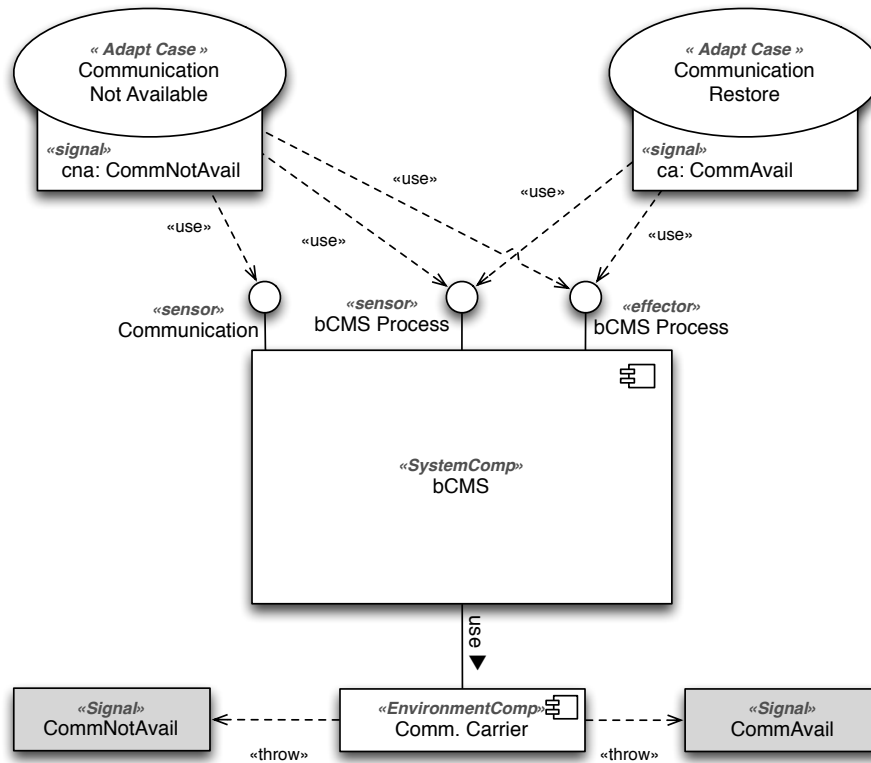 « Adapt Case »
Communication
Not Available
«signal»
cna: CommNotAvail
« Adapt Case »
Communication
Restore
«signal»
ca: CommAvail
«use»
«use»
«use»
«use»
«use»
«sensor»
Communication
«sensor»
bCMS Process
«effector»
bCMS Process
«SystemComp»
bCMS
use
«Signal»
CommNotAvail
«throw»
«EnvironmentComp»
Comm. Carrier
«throw»
«Signal»
CommAvail